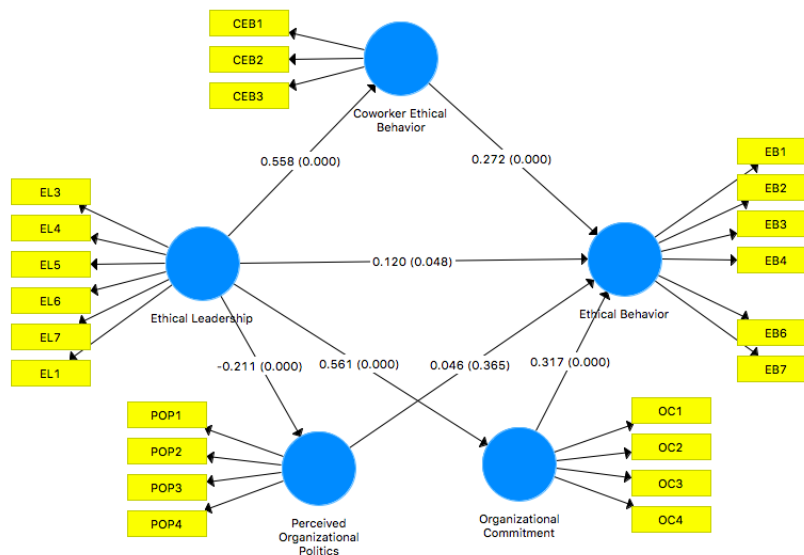 CEB1
CEB2
CEB3
Coworker Ethical
Behavior
0.558 (0.000)
0.272 (0.000)
EB1
EB2
EB3
EB4
EB6
EB7
EL3
EL4
EL5
EL6
EL7
EL1
0.120 (0.048)
Ethical Leadership
Ethical Behavior
-0.211 (0.000)
0.561 (0.000)
0.046 (0.365)
0.317 (0.000)
POP1
POP2
POP3
POP4
OC1
OC2
OC3
OC4
Perceived
Organizational
Politics
Organizational
Commitment